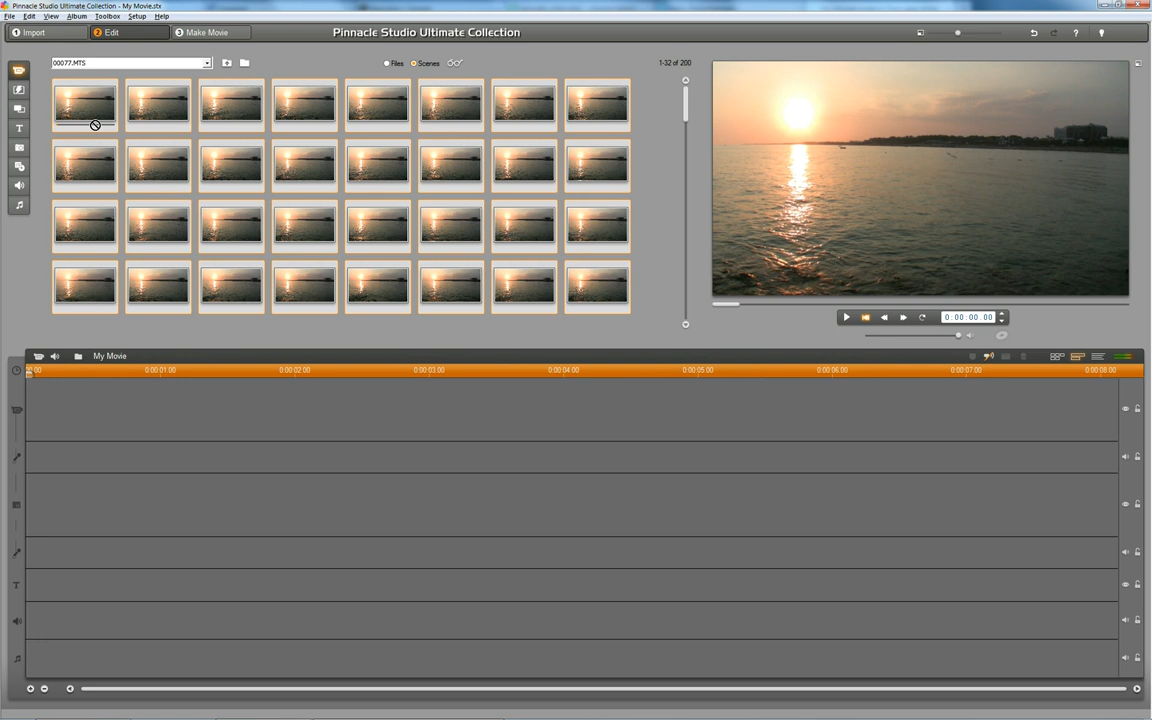 Pinnacle Studio Ultimate Collection - My Movie.stx
File Edit View Album Toolbox Setup Help
1 Import 2 Edit 3 Make Movie
Pinnacle Studio Ultimate Collection
?
00077.MTS
Files Scenes
1-32 of 200
T
0:00:00.00
My Movie
0:00:01.00 0:00:02.00 0:00:03.00 0:00:04.00 0:00:05.00 0:00:06.00 0:00:07.00 0:00:08.00
T